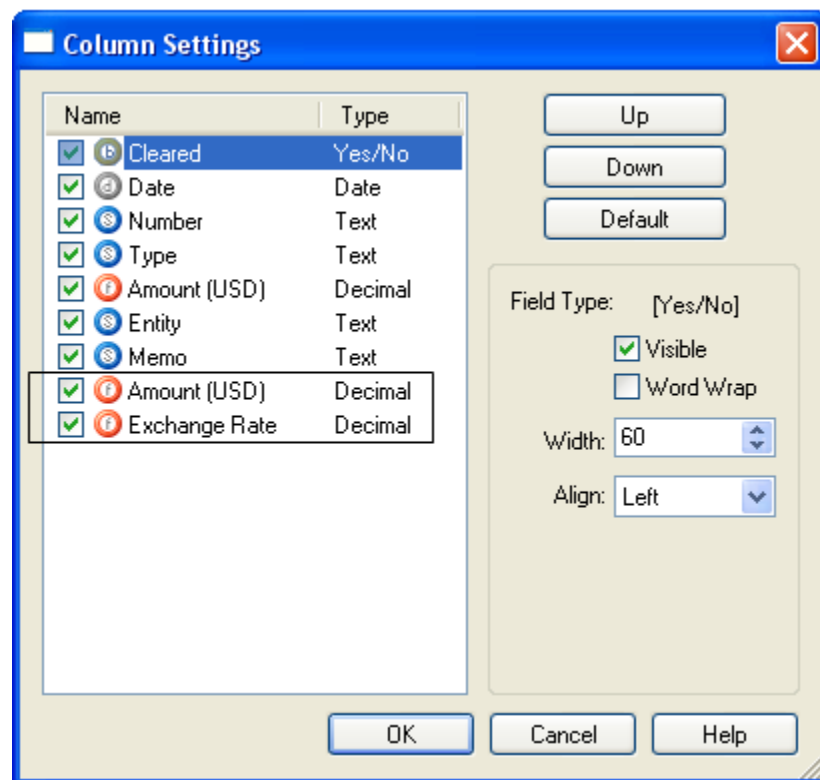 Column Settings
Name Type
Cleared Yes/No
Date Date
Number Text
Type Text
Amount (USD) Decimal
Entity Text
Memo Text
Amount (USD) Decimal
Exchange Rate Decimal
Up
Down
Default
Field Type: [Yes/No]
Visible
Word Wrap
Width: 60
Align: Left
OK Cancel Help